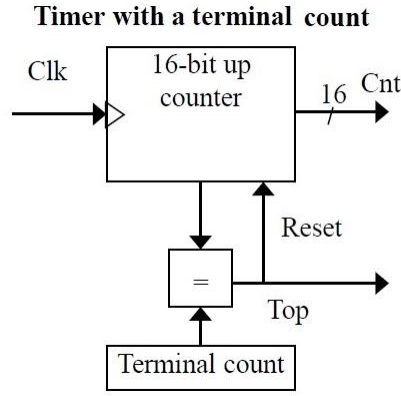 Timer with a terminal count
Clk
16-bit up
counter
16
Cnt
Reset
=
Top
Terminal count